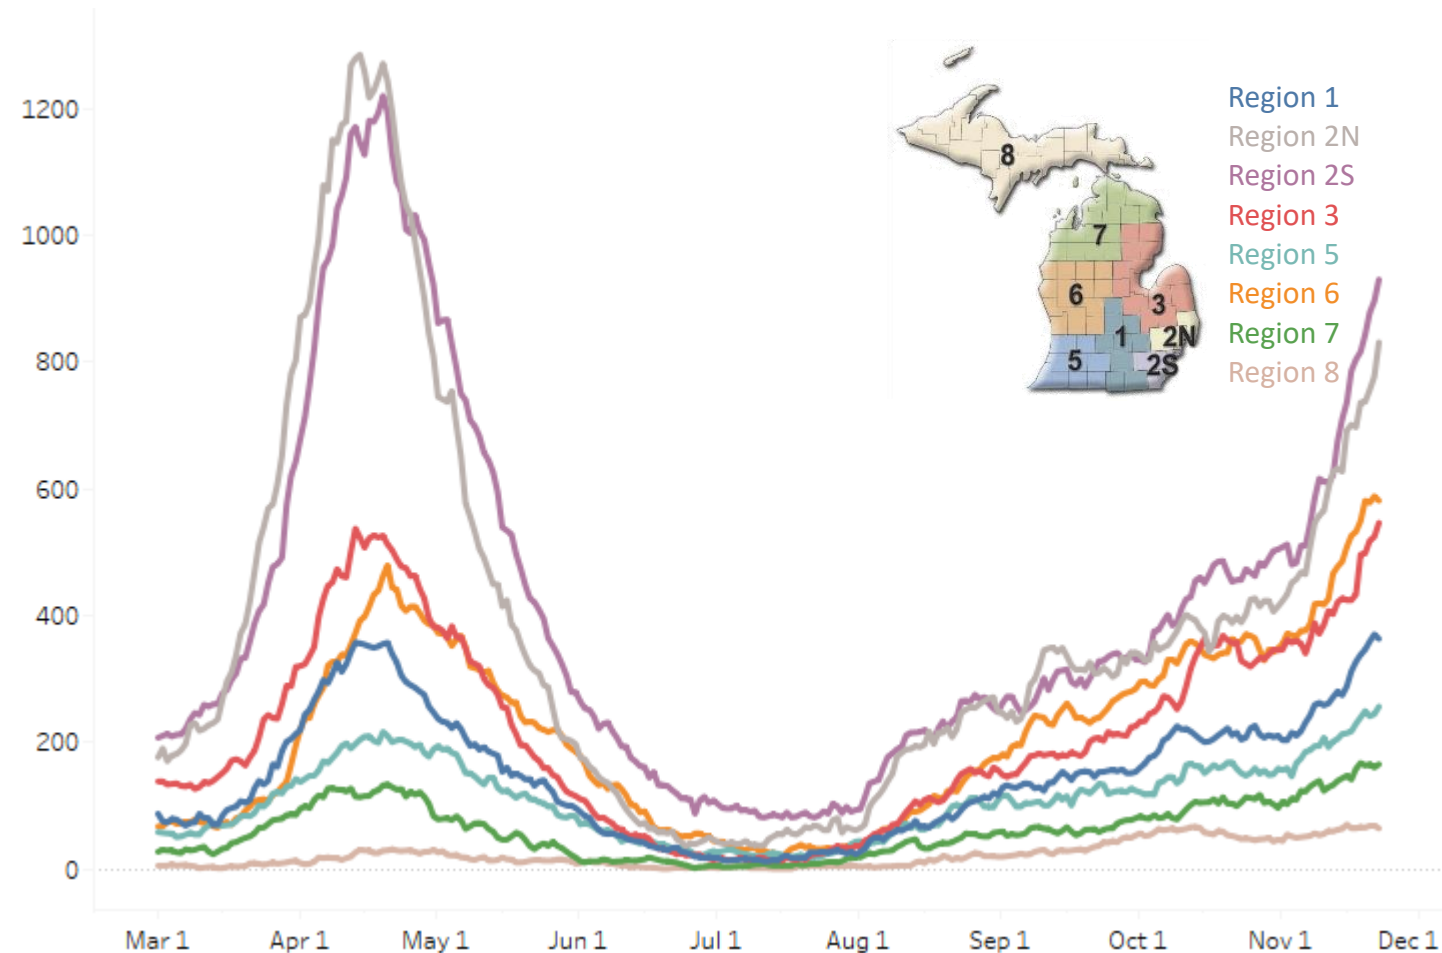 1200
1000
800
600
400
200
0
Mar 1
Apr 1
May 1
Jun 1
Jul 1
Aug 1
Sep 1
Oct 1
Nov 1
Dec 1
8
7
6
3
1
2N
5
2S
Region 1
Region 2N
Region 2S
Region 3
Region 5
Region 6
Region 7
Region 8